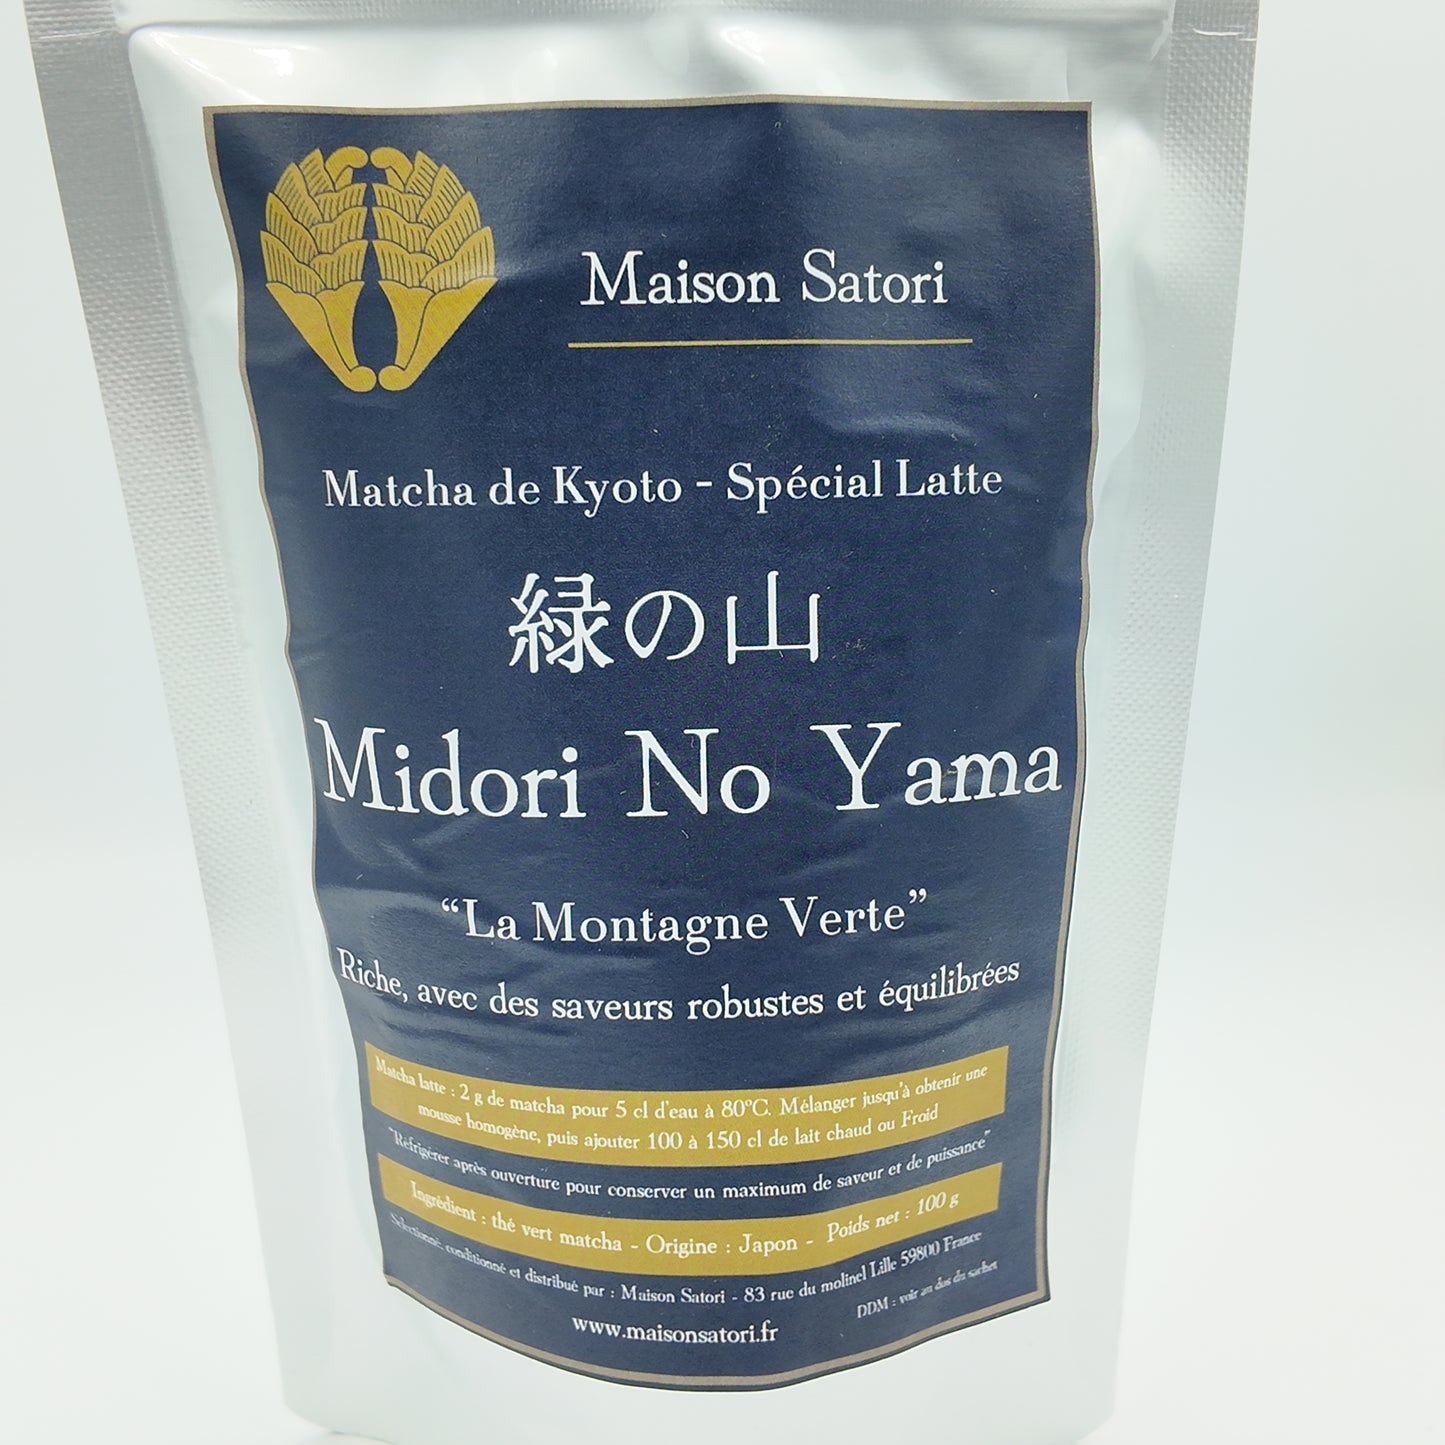 Maison Satori
Matcha de Kyoto - Spécial Latte
緑の山
Midori No Yama
“La Montagne Verte”
Riche, avec des saveurs robustes et équilibrées
Matcha latte : 2 g de matcha pour 5 cl d'eau à 80°C. Mélanger jusqu'à obtenir une
mousse homogène, puis ajouter 100 à 150 cl de lait chaud ou Froid
"Réfrigérer après ouverture pour conserver un maximum de saveur et de puissance"
Ingrédient : thé vert matcha - Origine : Japon - Poids net : 100 g
Selectionné, conditionné et distribué par : Maison Satori - 83 rue du molinel Lille 59800 France
DDM : voir au dos du sachet
www.maisonsatori.fr